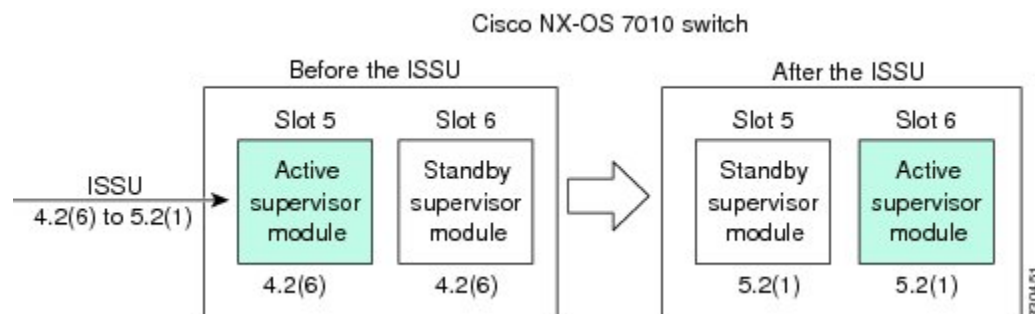 Cisco NX-OS 7010 switch
Before the ISSU
After the ISSU
Slot 5
Slot 6
Slot 5
Slot 6
ISSU
4.2(6) to 5.2(1)
Active
supervisor
module
Standby
supervisor
module
Standby
supervisor
module
Active
supervisor
module
4.2(6)
4.2(6)
5.2(1)
5.2(1)